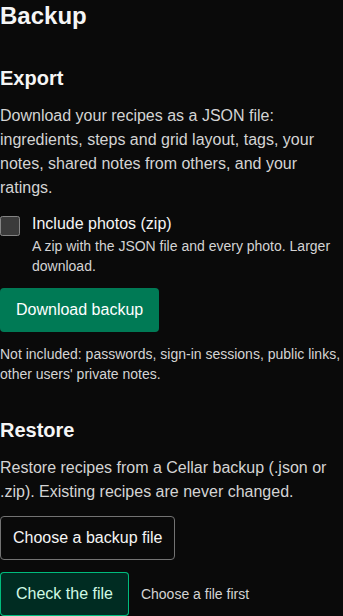 Backup
Export
Download your recipes as a JSON file:
ingredients, steps and grid layout, tags, your
notes, shared notes from others, and your
ratings.
Include photos (zip)
A zip with the JSON file and every photo. Larger
download.
Download backup
Not included: passwords, sign-in sessions, public links,
other users' private notes.
Restore
Restore recipes from a Cellar backup (.json or
.zip). Existing recipes are never changed.
Choose a backup file
Check the file
Choose a file first